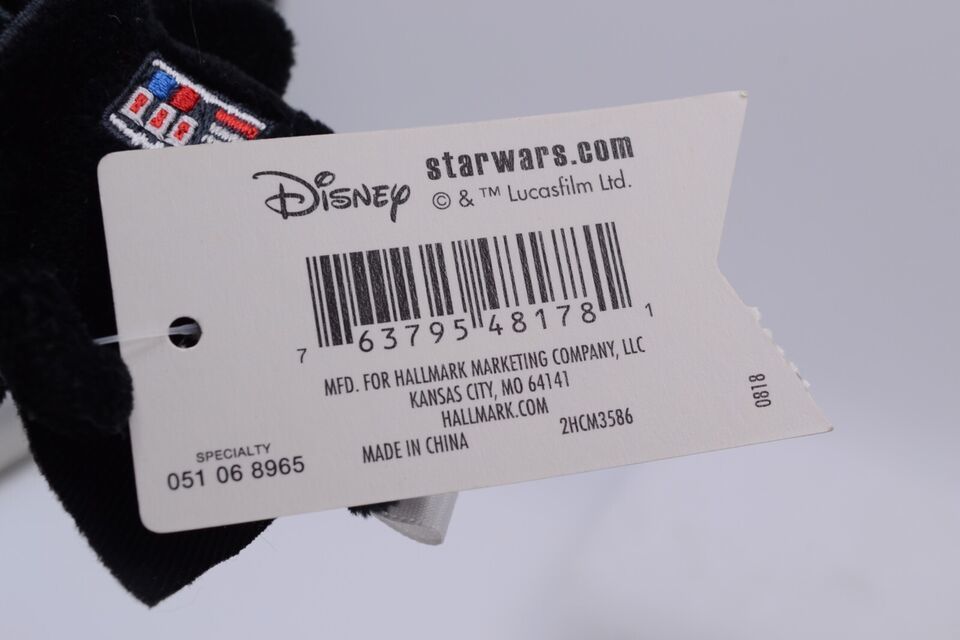 Disney starwars.com
© & ™ Lucasfilm Ltd.
7 63795 48178 1
MFD. FOR HALLMARK MARKETING COMPANY, LLC
KANSAS CITY, MO 64141
HALLMARK.COM
MADE IN CHINA 2HCM3586
SPECIALTY
051 06 8965
0818